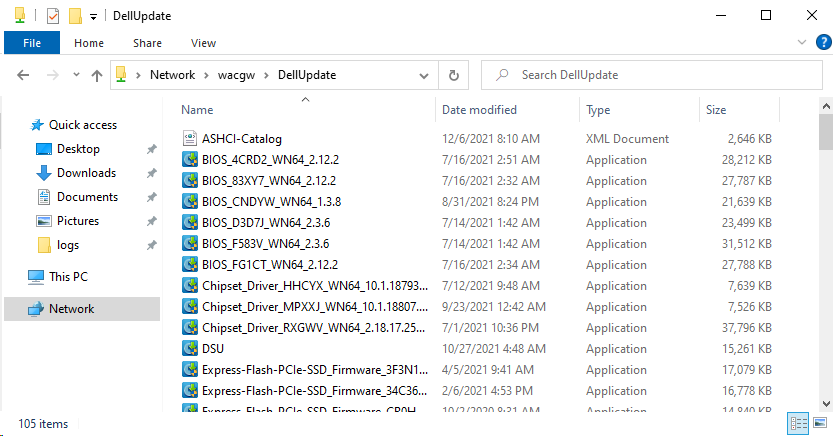 DellUpdate
File Home Share View
Network wacgw DellUpdate Search DellUpdate
Name Date modified Type Size
Quick access
Desktop
Downloads
Documents
Pictures
logs
This PC
Network
ASHCI-Catalog 12/6/2021 8:10 AM XML Document 2,646 KB
BIOS_4CRD2_WN64_2.12.2 7/16/2021 2:51 AM Application 28,212 KB
BIOS_83XY7_WN64_2.12.2 7/16/2021 2:32 AM Application 27,787 KB
BIOS_CNDYW_WN64_1.3.8 8/31/2021 8:24 PM Application 21,639 KB
BIOS_D3D7J_WN64_2.3.6 7/14/2021 1:42 AM Application 23,499 KB
BIOS_F583V_WN64_2.3.6 7/14/2021 1:42 AM Application 31,512 KB
BIOS_FG1CT_WN64_2.12.2 7/16/2021 2:34 AM Application 27,788 KB
Chipset_Driver_HHCYX_WN64_10.1.18793... 7/12/2021 9:48 AM Application 7,639 KB
Chipset_Driver_MPXXJ_WN64_10.1.18807.... 9/23/2021 12:42 AM Application 7,526 KB
Chipset_Driver_RXGWV_WN64_2.18.17.25... 7/1/2021 10:36 PM Application 37,796 KB
DSU 10/27/2021 4:48 AM Application 15,261 KB
Express-Flash-PCIe-SSD_Firmware_3F3N1... 4/5/2021 9:41 AM Application 17,079 KB
Express-Flash-PCIe-SSD_Firmware_34C36... 2/6/2021 4:53 PM Application 16,778 KB
Express-Flash-PCIe-SSD_Firmware 10/2/2020 8:31 AM Application 14,840 KB
105 items